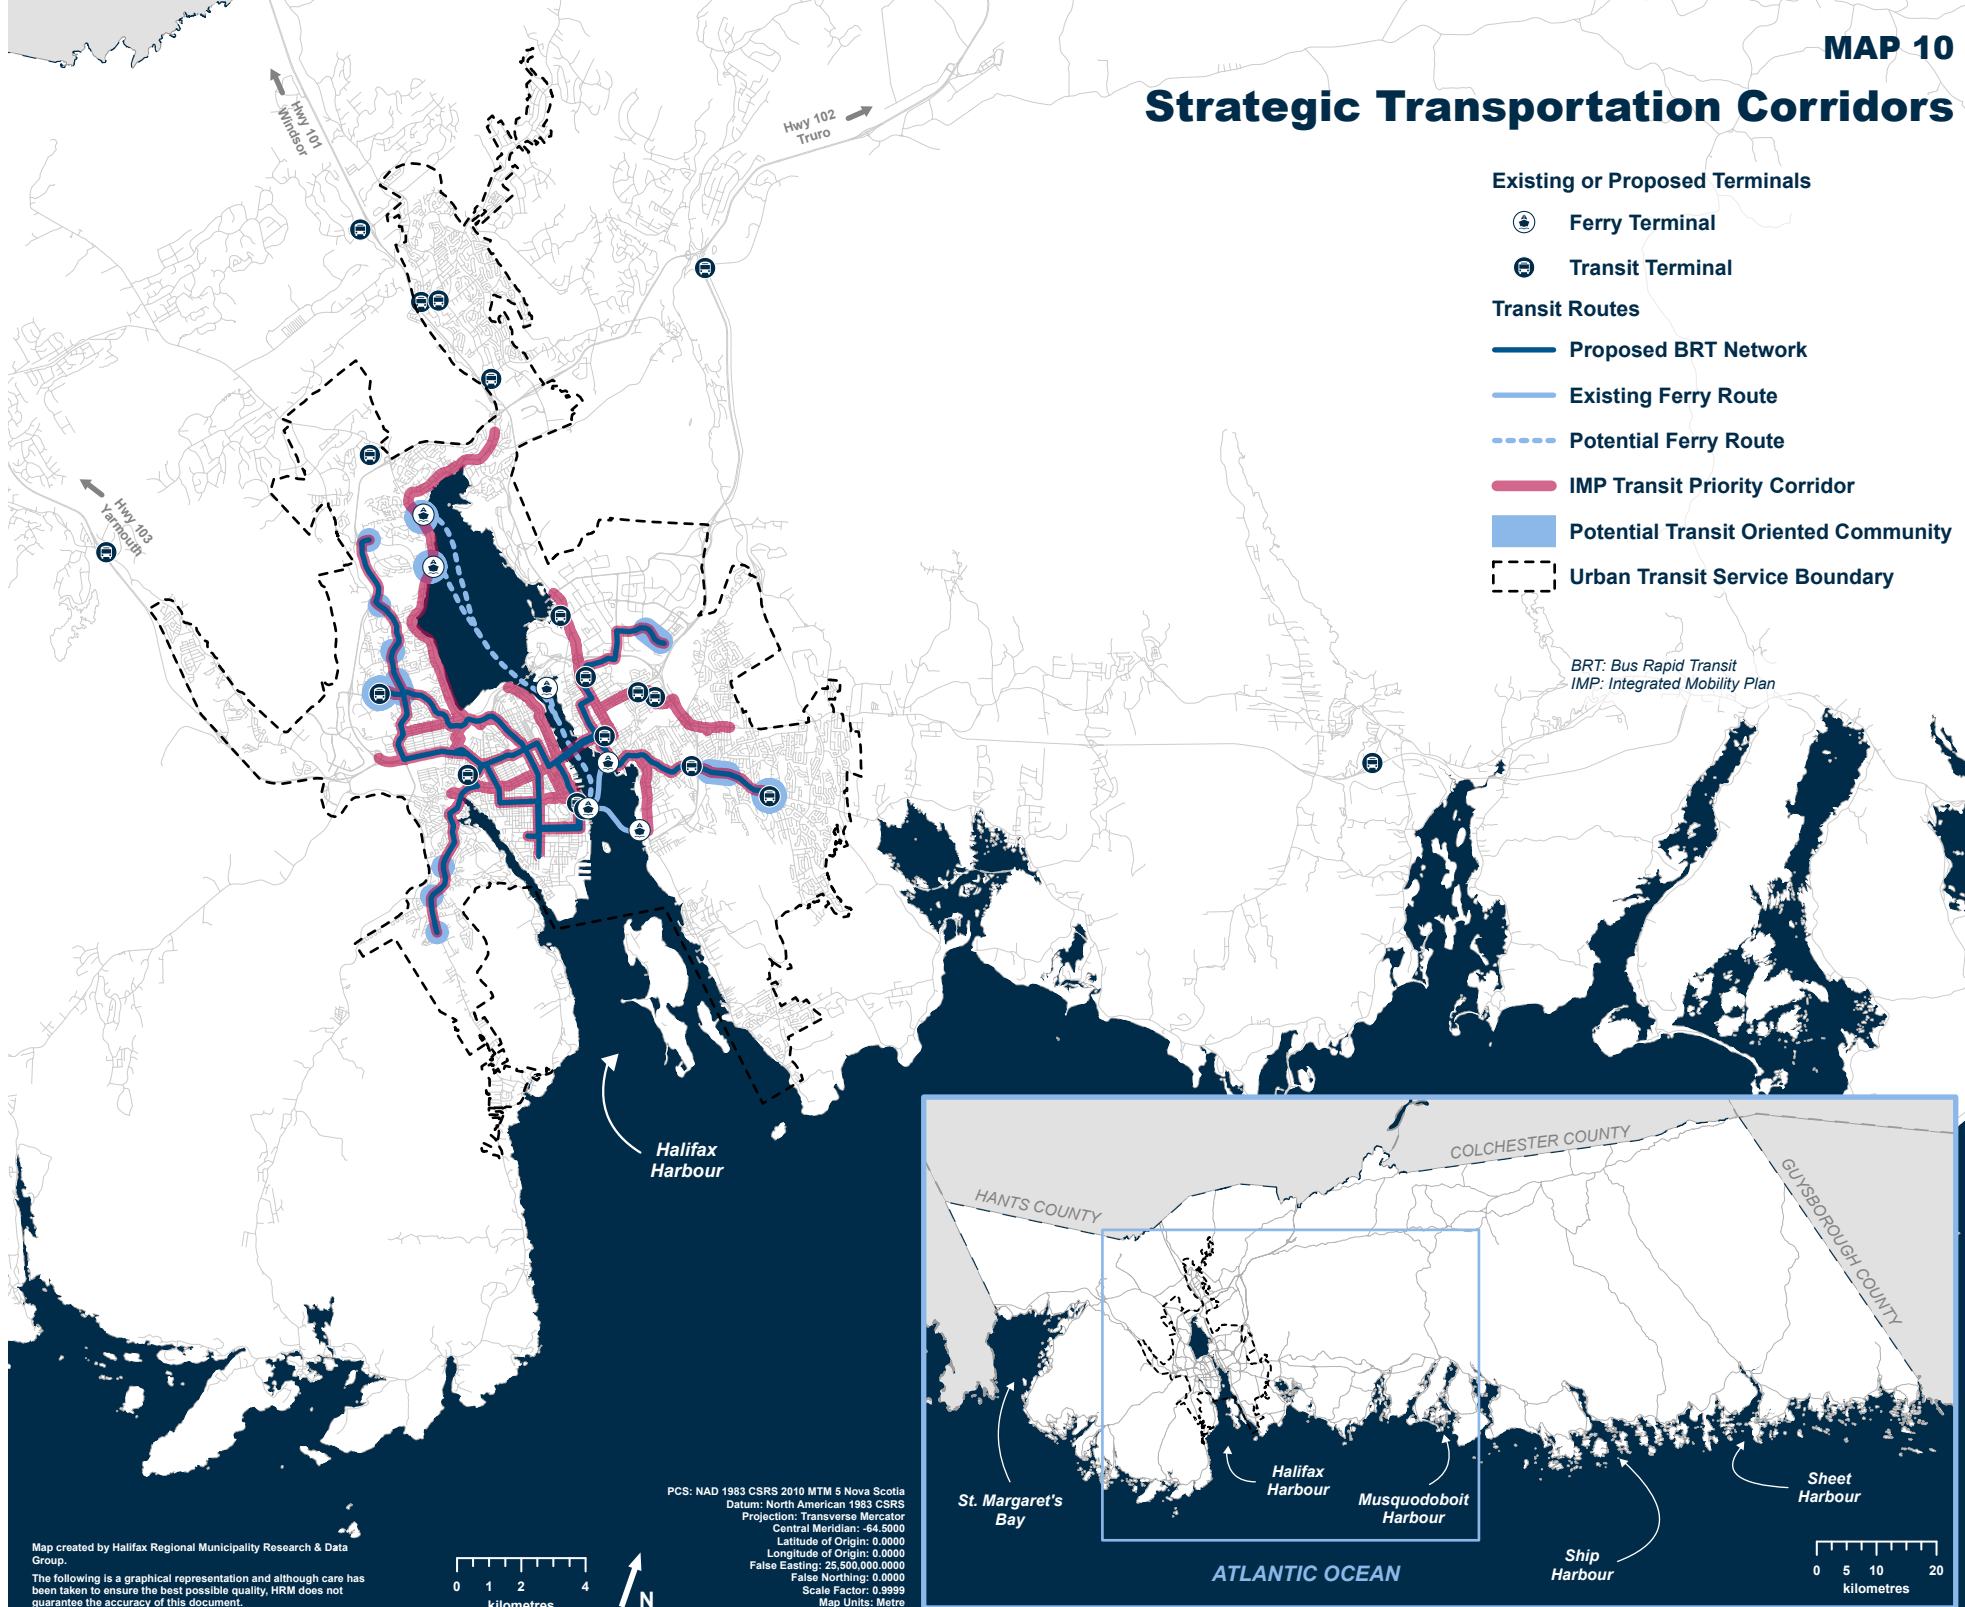 MAP 10
Strategic Transportation Corridors
Existing or Proposed Terminals
Ferry Terminal
Transit Terminal
Transit Routes
Proposed BRT Network
Existing Ferry Route
Potential Ferry Route
IMP Transit Priority Corridor
Potential Transit Oriented Community
Urban Transit Service Boundary
BRT: Bus Rapid Transit
IMP: Integrated Mobility Plan
Hwy 101
Windsor
Hwy 102
Truro
Hwy 103
Yarmouth
Halifax
Harbour
HANTS COUNTY
COLCHESTER COUNTY
GUYSBOROUGH COUNTY
St. Margaret's
Bay
Halifax
Harbour
Musquodoboit
Harbour
Ship
Harbour
Sheet
Harbour
ATLANTIC OCEAN
0 5 10 20
kilometres
PCS: NAD 1983 CSRS 2010 MTM 5 Nova Scotia
Datum: North American 1983 CSRS
Projection: Transverse Mercator
Central Meridian: -64.5000
Latitude of Origin: 0.0000
Longitude of Origin: 0.0000
False Easting: 25,500,000.0000
False Northing: 0.0000
Scale Factor: 0.9999
Map Units: Metre
Map created by Halifax Regional Municipality Research & Data
Group.
The following is a graphical representation and although care has
been taken to ensure the best possible quality, HRM does not
guarantee the accuracy of this document.
0 1 2 4
kilometres
N